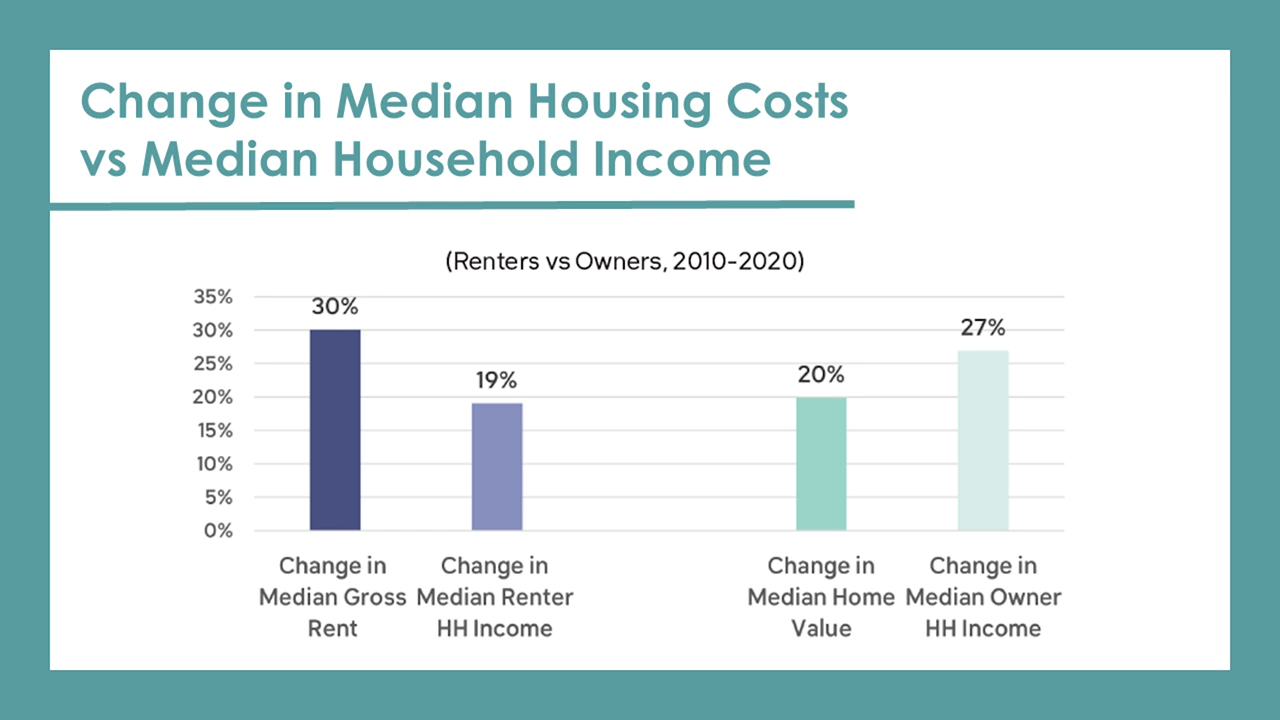 Change in Median Housing Costs
vs Median Household Income
(Renters vs Owners, 2010-2020)
35%
30%
25%
20%
15%
10%
5%
0%
30%
19%
20%
27%
Change in
Median Gross
Rent
Change in
Median Renter
HH Income
Change in
Median Home
Value
Change in
Median Owner
HH Income